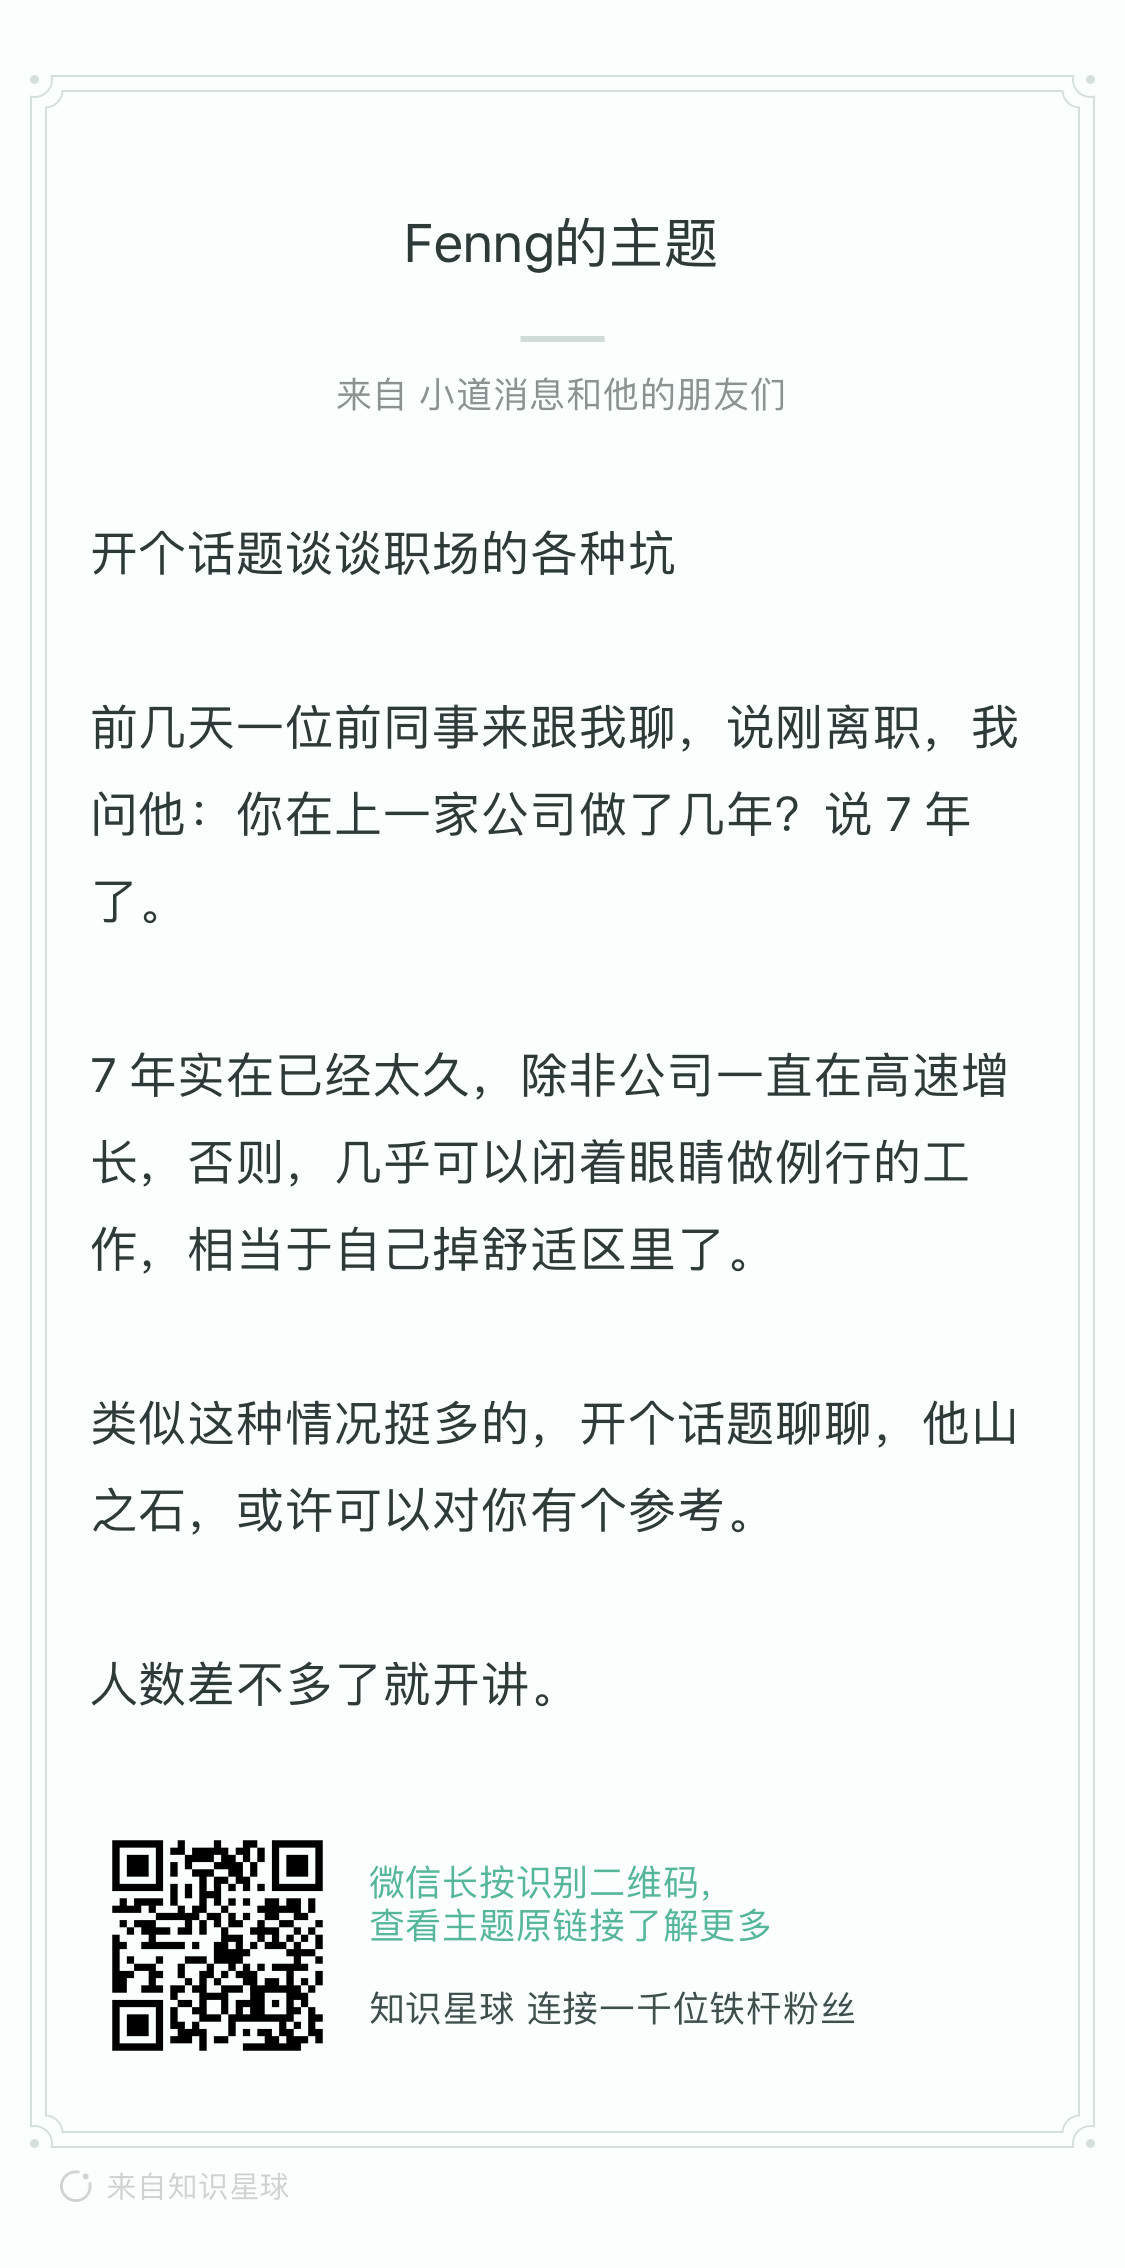 Fenng的主题
来自 小道消息和他的朋友们
开个话题谈谈职场的各种坑
前几天一位前同事来跟我聊，说刚离职，我
问他：你在上一家公司做了几年？说 7 年
了。
7 年实在已经太久，除非公司一直在高速增
长，否则，几乎可以闭着眼睛做例行的工
作，相当于自己掉舒适区里了。
类似这种情况挺多的，开个话题聊聊，他山
之石，或许可以对你有个参考。
人数差不多了就开讲。
微信长按识别二维码，
查看主题原链接了解更多
知识星球 连接一千位铁杆粉丝
来自知识星球